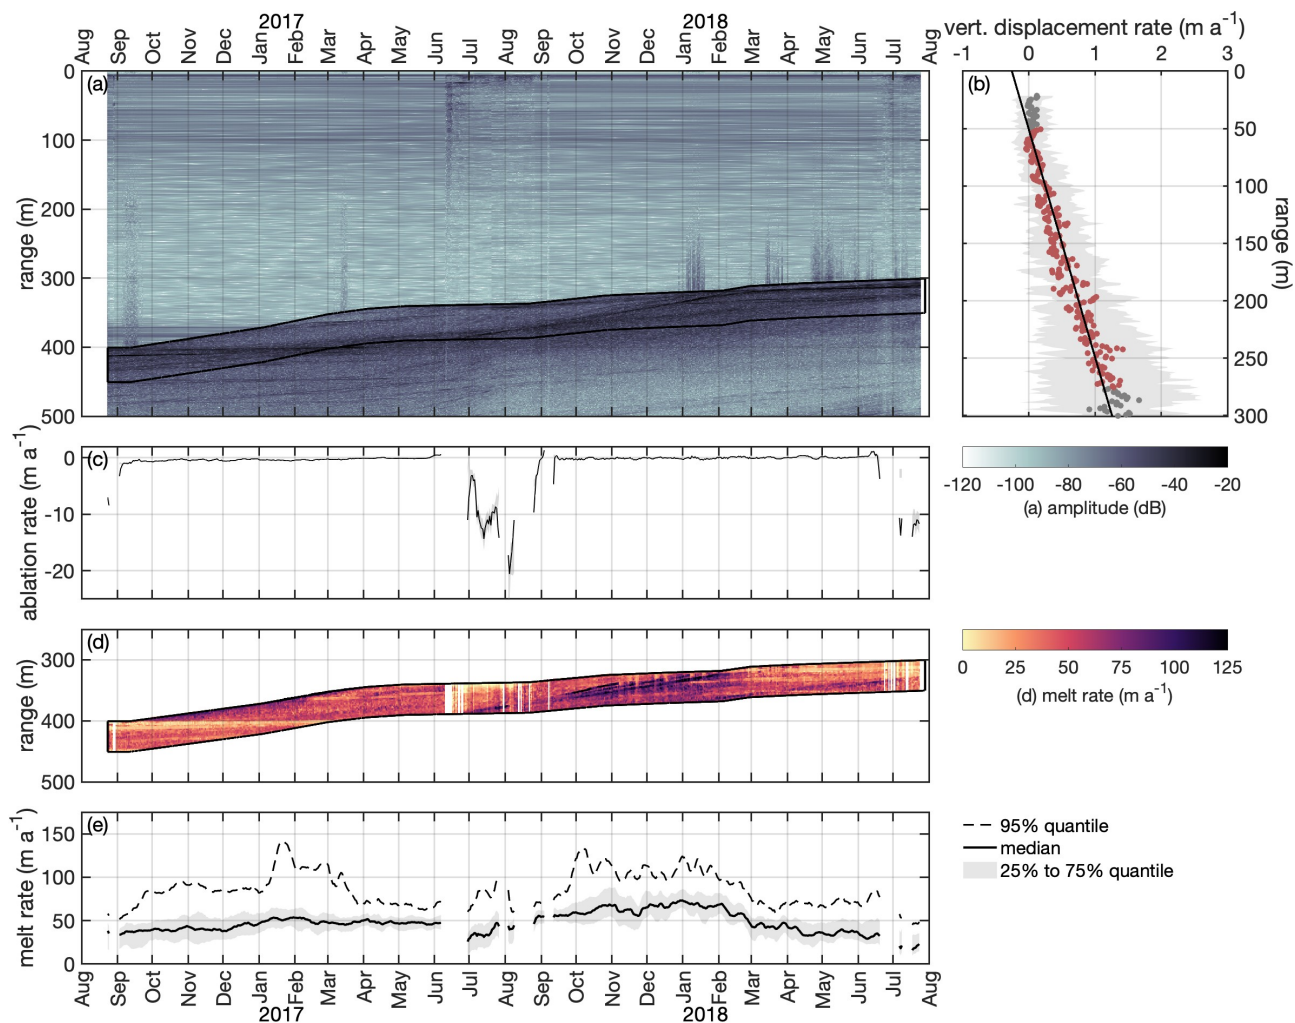 2017 2018
Aug Sep Oct Nov Dec Jan Feb Mar Apr May Jun Jul Aug Sep Oct Nov Dec Jan Feb Mar Apr May Jun Jul Aug
vert. displacement rate (m a⁻¹)
-1 0 1 2 3
(a)
0
100
200
300
400
500
range (m)
(b)
0
50
100
150
200
250
300
range (m)
(c)
0
-10
-20
ablation rate (m a⁻¹)
-120 -100 -80 -60 -40 -20
(a) amplitude (dB)
(d)
300
400
500
range (m)
0 25 50 75 100 125
(d) melt rate (m a⁻¹)
(e)
150
100
50
0
melt rate (m a⁻¹)
95% quantile
median
25% to 75% quantile
Aug Sep Oct Nov Dec Jan Feb Mar Apr May Jun Jul Aug Sep Oct Nov Dec Jan Feb Mar Apr May Jun Jul Aug
2017 2018